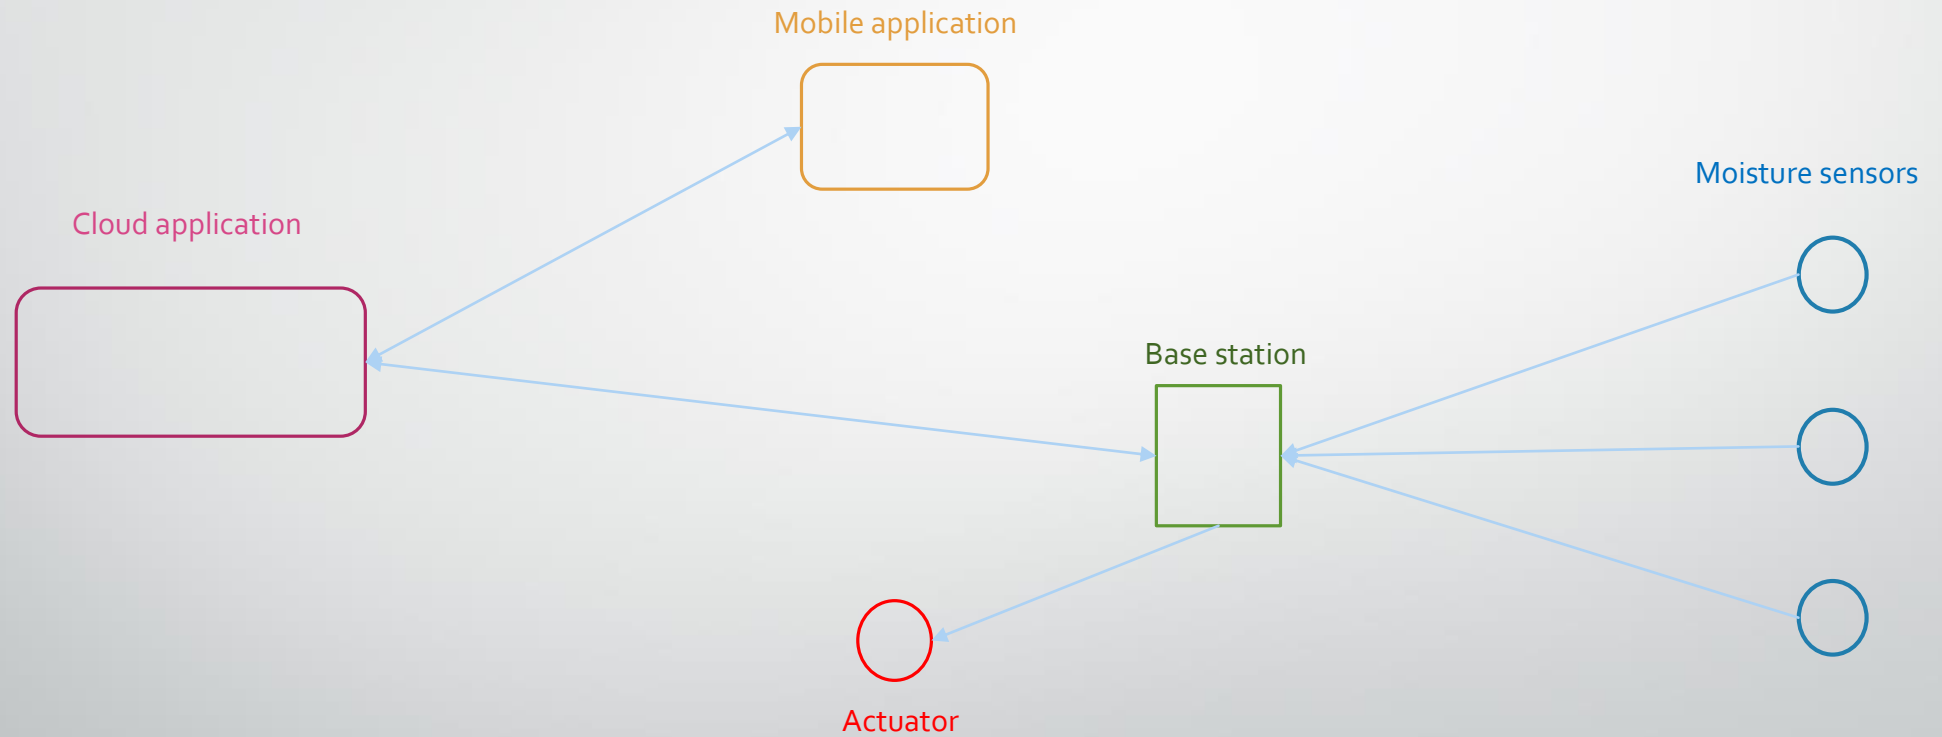 Mobile application
Moisture sensors
Cloud application
Base station
Actuator